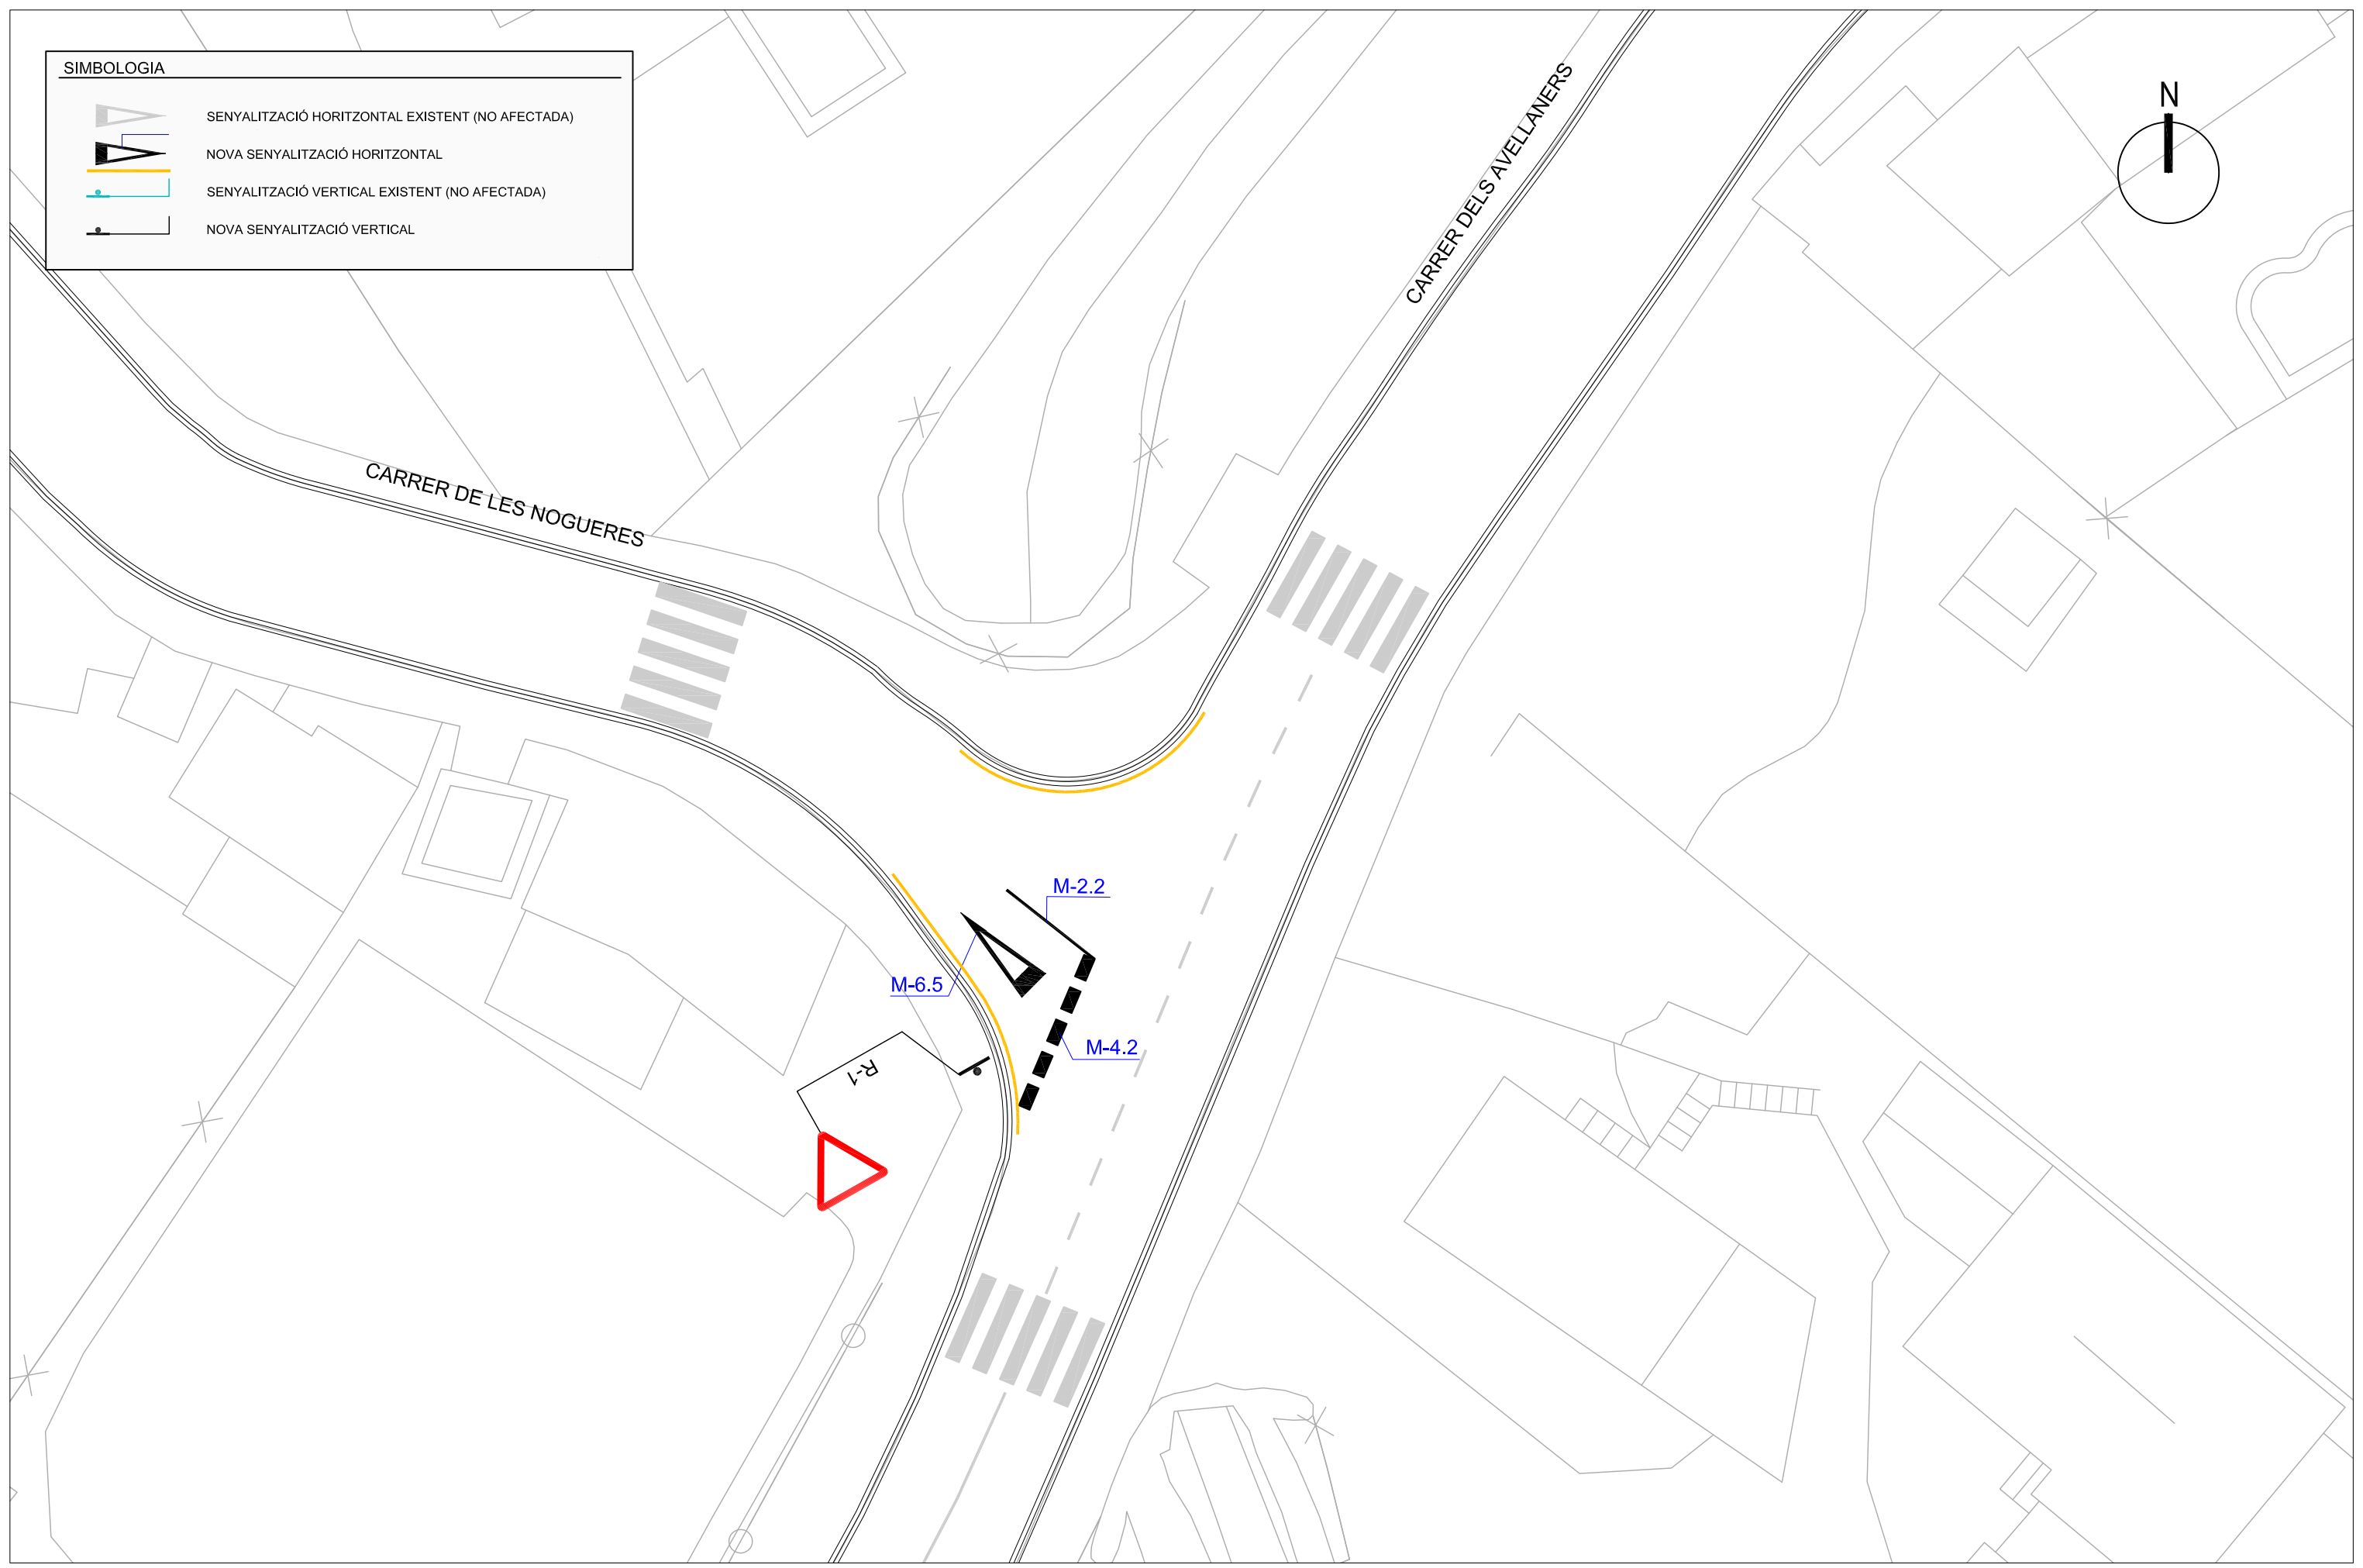 SIMBOLOGIA
SENYALITZACIÓ HORITZONTAL EXISTENT (NO AFECTADA)
NOVA SENYALITZACIÓ HORITZONTAL
SENYALITZACIÓ VERTICAL EXISTENT (NO AFECTADA)
NOVA SENYALITZACIÓ VERTICAL
N
CARRER DELS AVELLANERS
CARRER DE LES NOGUERES
M-2.2
M-6.5
M-4.2
R-1